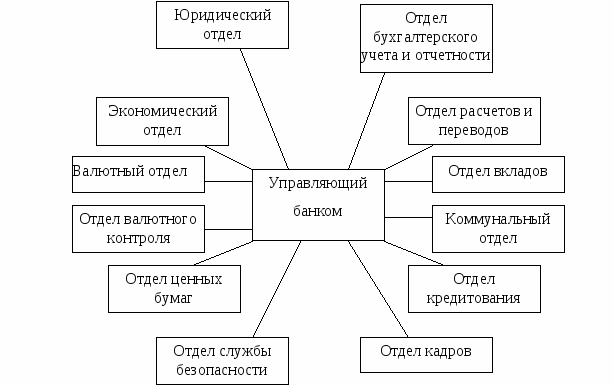 Юридический
отдел
Отдел
бухгалтерского
учета и отчетности
Экономический
отдел
Отдел расчетов и
переводов
Валютный отдел
Управляющий
банком
Отдел вкладов
Отдел валютного
контроля
Коммунальный
отдел
Отдел ценных
бумаг
Отдел
кредитования
Отдел службы
безопасности
Отдел кадров